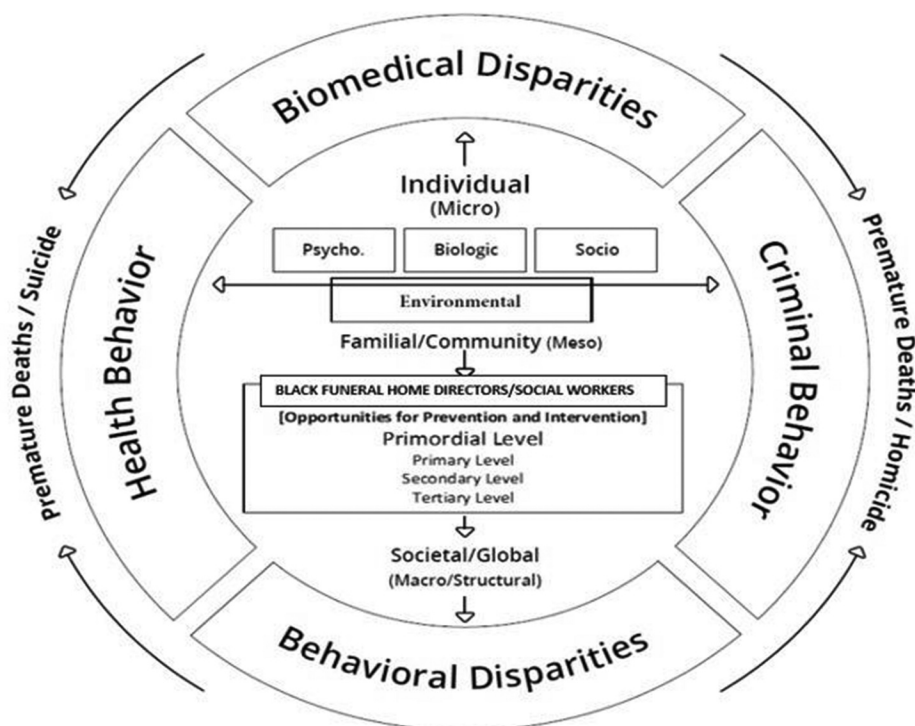 Biomedical Disparities
Premature Deaths / Suicide
Health Behavior
Individual
(Micro)
Psycho.
Biologic
Socio
Environmental
Familial/Community (Meso)
BLACK FUNERAL HOME DIRECTORS/SOCIAL WORKERS
[Opportunities for Prevention and Intervention]
Primordial Level
Primary Level
Secondary Level
Tertiary Level
Societal/Global
(Macro/Structural)
Criminal Behavior
Premature Deaths / Homicide
Behavioral Disparities